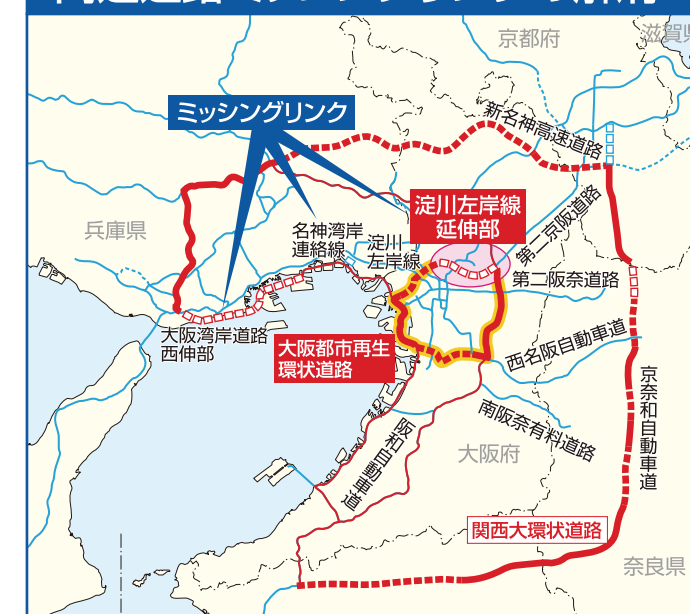 京都府
滋賀県
ミッシングリンク
新名神高速道路
兵庫県
名神湾岸
連絡線
淀川
左岸線
淀川左岸線
延伸部
第二京阪道路
第二阪奈道路
大阪湾岸道路
西伸部
大阪都市再生
環状道路
西名阪自動車道
京奈和自動車道
南阪奈有料道路
阪和自動車道
大阪府
関西大環状道路
奈良県